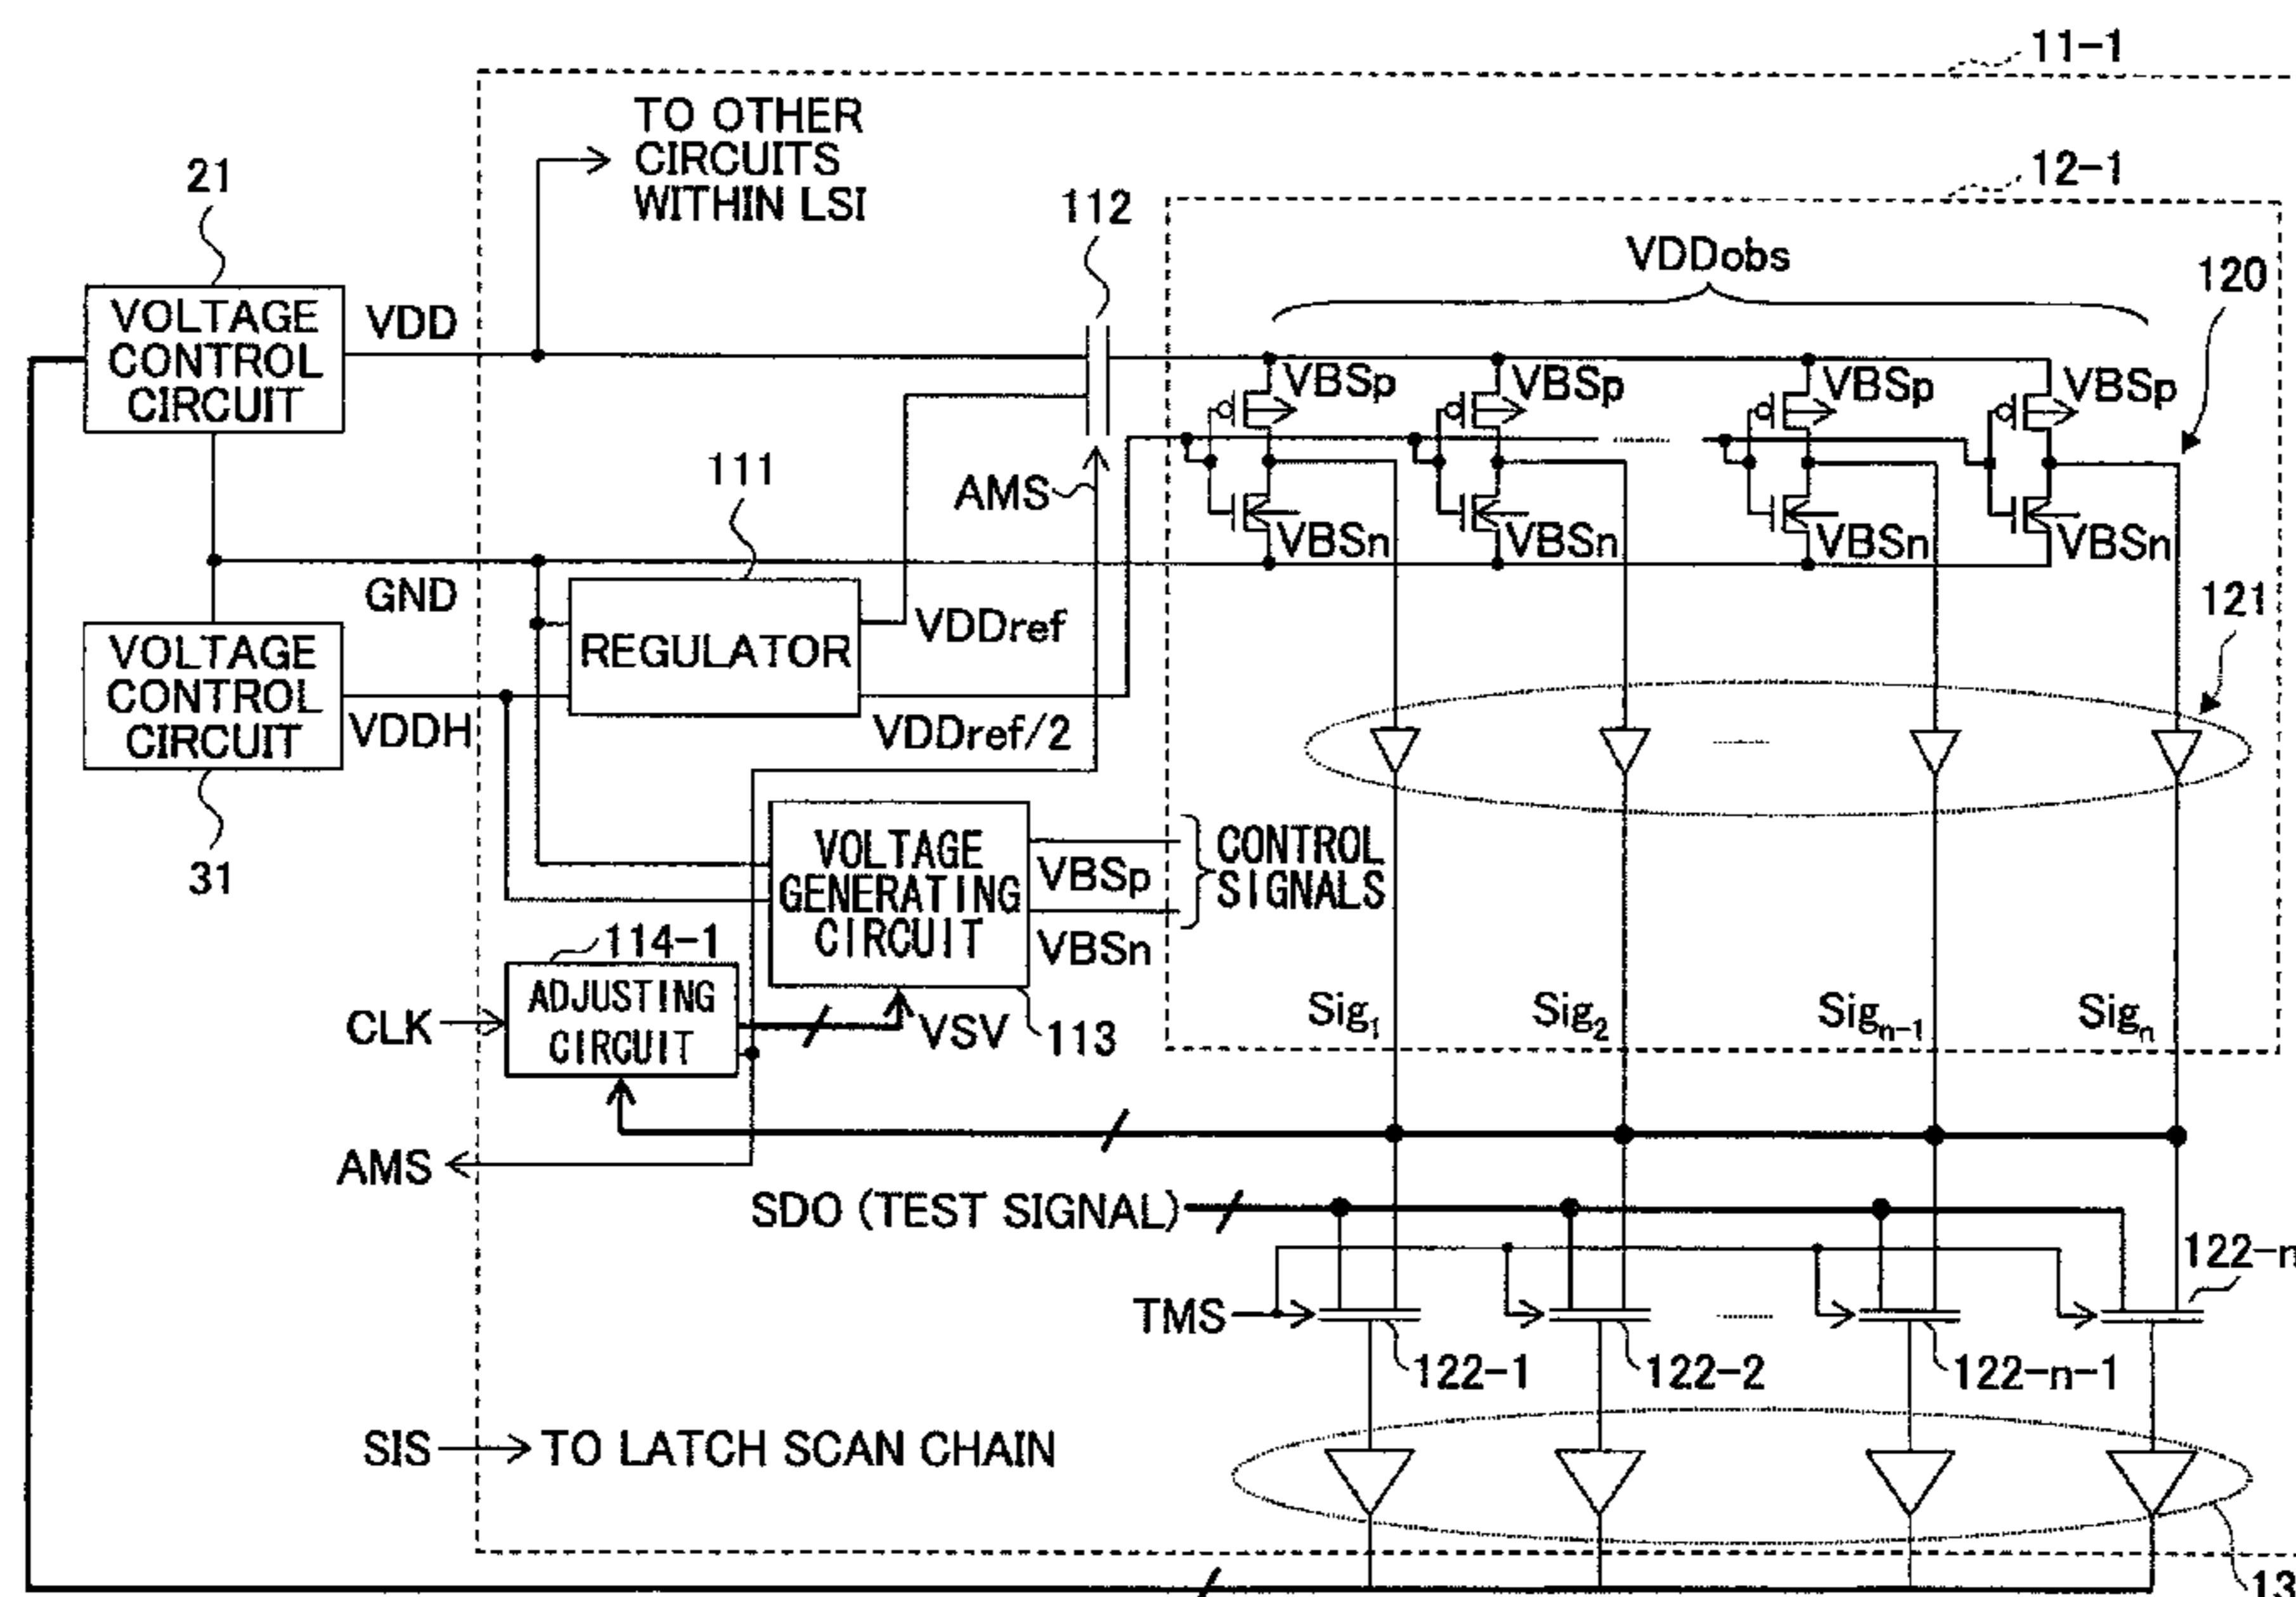 11-1
TO OTHER
CIRCUITS
WITHIN LSI
12-1
21
112
VDDobs
120
VOLTAGE
CONTROL
CIRCUIT
VDD
VBSp
VBSp
VBSp
VBSp
111
AMS
VBSn
VBSn
VBSn
VBSn
GND
121
VOLTAGE
CONTROL
CIRCUIT
REGULATOR
VDDref
VDDH
VDDref/2
31
VOLTAGE
GENERATING
CIRCUIT
VBSp
VBSn
CONTROL
SIGNALS
114-1
CLK
ADJUSTING
CIRCUIT
VSV
113
Sig1
Sig2
Sign-1
Sign
AMS
SDO (TEST SIGNAL)
122-n
TMS
122-1
122-2
122-n-1
SIS
TO LATCH SCAN CHAIN